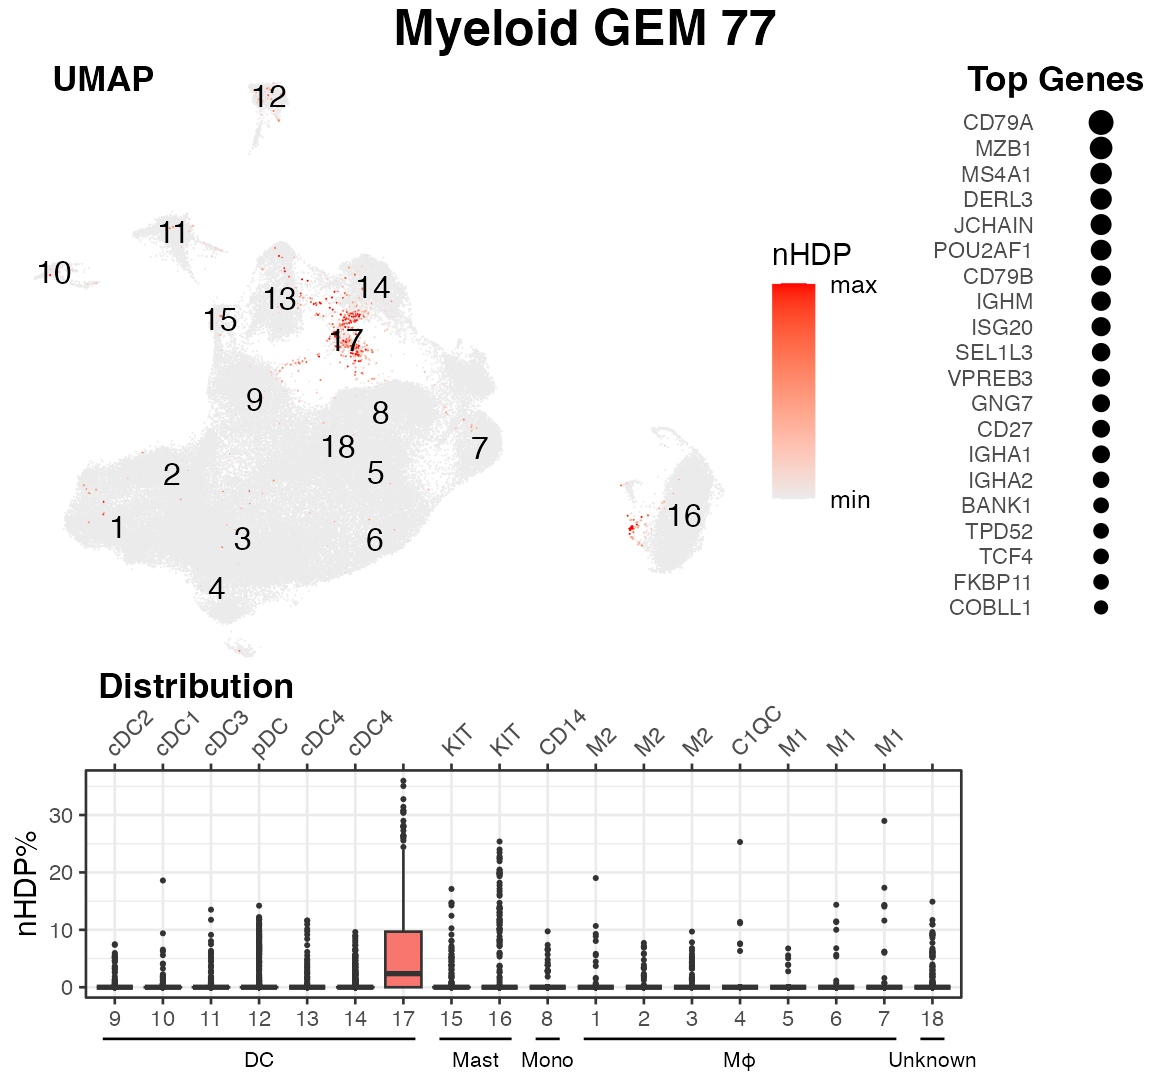 Myeloid GEM 77
UMAP
12
11
10
13
14
15
17
9
8
18
7
2
5
1
3
6
4
16
nHDP
max
min
Top Genes
CD79A
MZB1
MS4A1
DERL3
JCHAIN
POU2AF1
CD79B
IGHM
ISG20
SEL1L3
VPREB3
GNG7
CD27
IGHA1
IGHA2
BANK1
TPD52
TCF4
FKBP11
COBLL1
Distribution
cDC2 cDC1 cDC3 pDC cDC4 cDC4 KIT KIT CD14 M2 M2 M2 C1QC M1 M1 M1
nHDP%
30
20
10
0
9 10 11 12 13 14 17 15 16 8 1 2 3 4 5 6 7 18
DC Mast Mono Mϕ Unknown